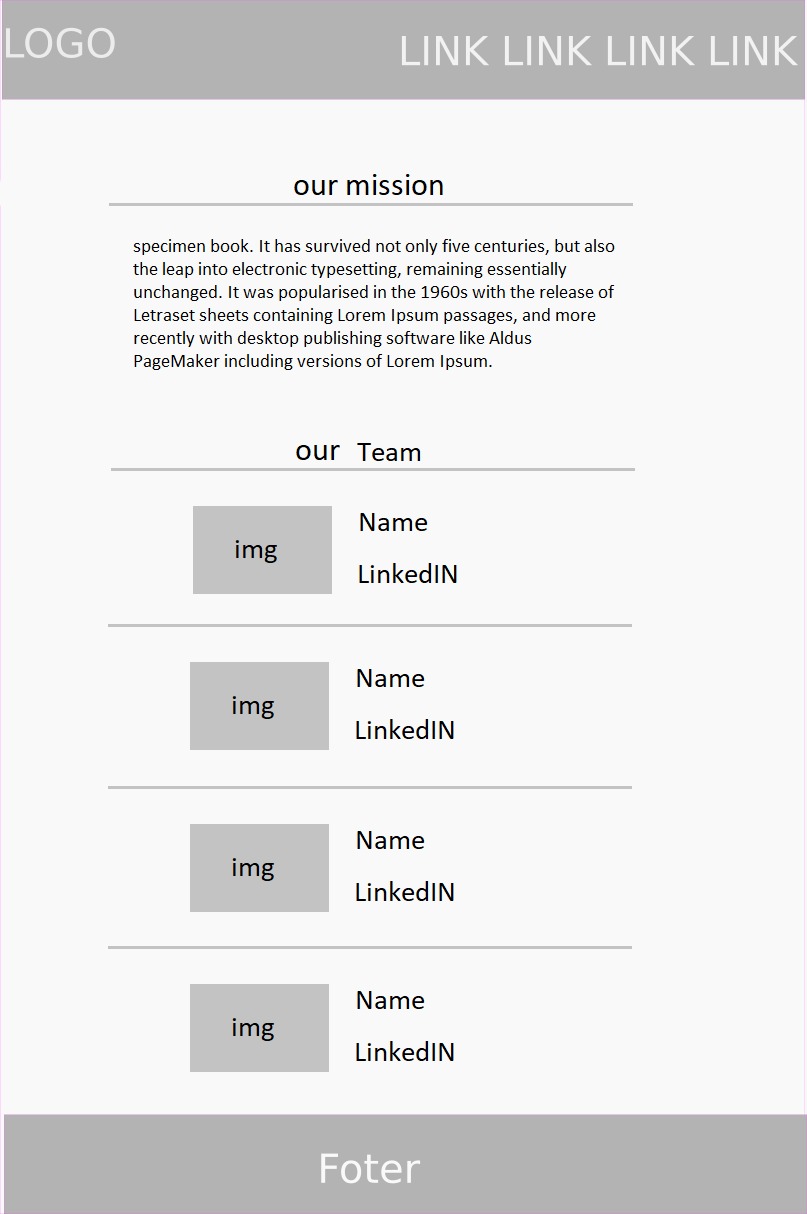 LOGO
LINK LINK LINK LINK
our mission
specimen book. It has survived not only five centuries, but also
the leap into electronic typesetting, remaining essentially
unchanged. It was popularised in the 1960s with the release of
Letraset sheets containing Lorem Ipsum passages, and more
recently with desktop publishing software like Aldus
PageMaker including versions of Lorem Ipsum.
our Team
img
Name
LinkedIN
img
Name
LinkedIN
img
Name
LinkedIN
img
Name
LinkedIN
Foter